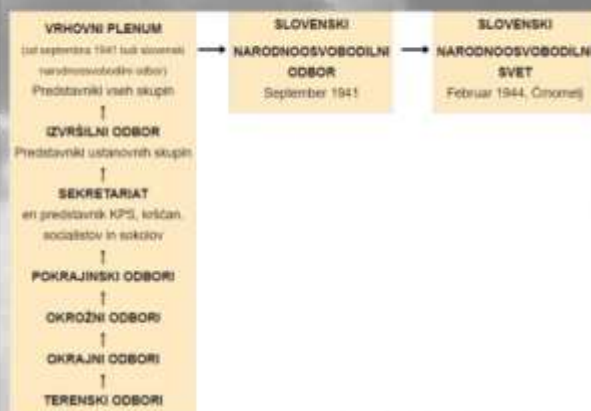 VRHOVNI PLENUM
(od septembra 1941 tudi slovenski
narodnoosvobodilni odbor)
Predstavniki vseh skupin
↑
IZVRŠILNI ODBOR
Predstavniki ustanovnih skupin
↑
SEKRETARIAT
en predstavnik KPS, kršćan.
socialistov in sokolov
↑
POKRAJINSKI ODBORI
↑
OKROŽNI ODBORI
↑
OKRAJNI ODBORI
↑
TERENSKI ODBORI
→
SLOVENSKI
NARODNOOSVOBODILNI
ODBOR
September 1941
→
SLOVENSKI
NARODNOOSVOBODILNI
SVET
Februar 1944, Črnomelj